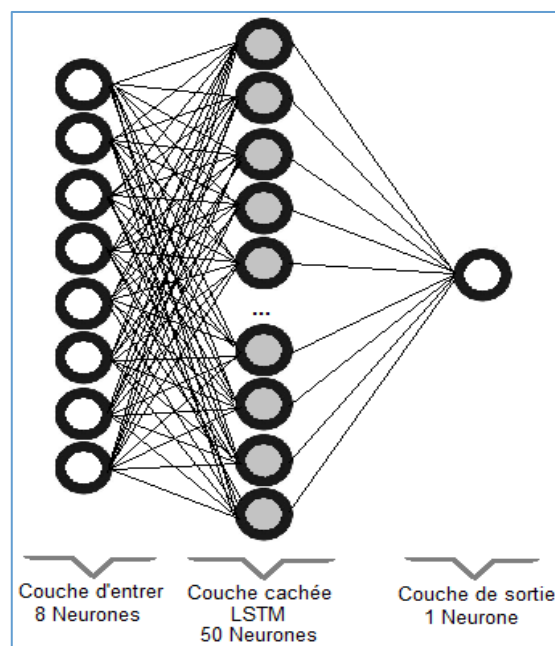 ...
Couche d'entrer
8 Neurones
Couche cachée
LSTM
50 Neurones
Couche de sortie
1 Neurone